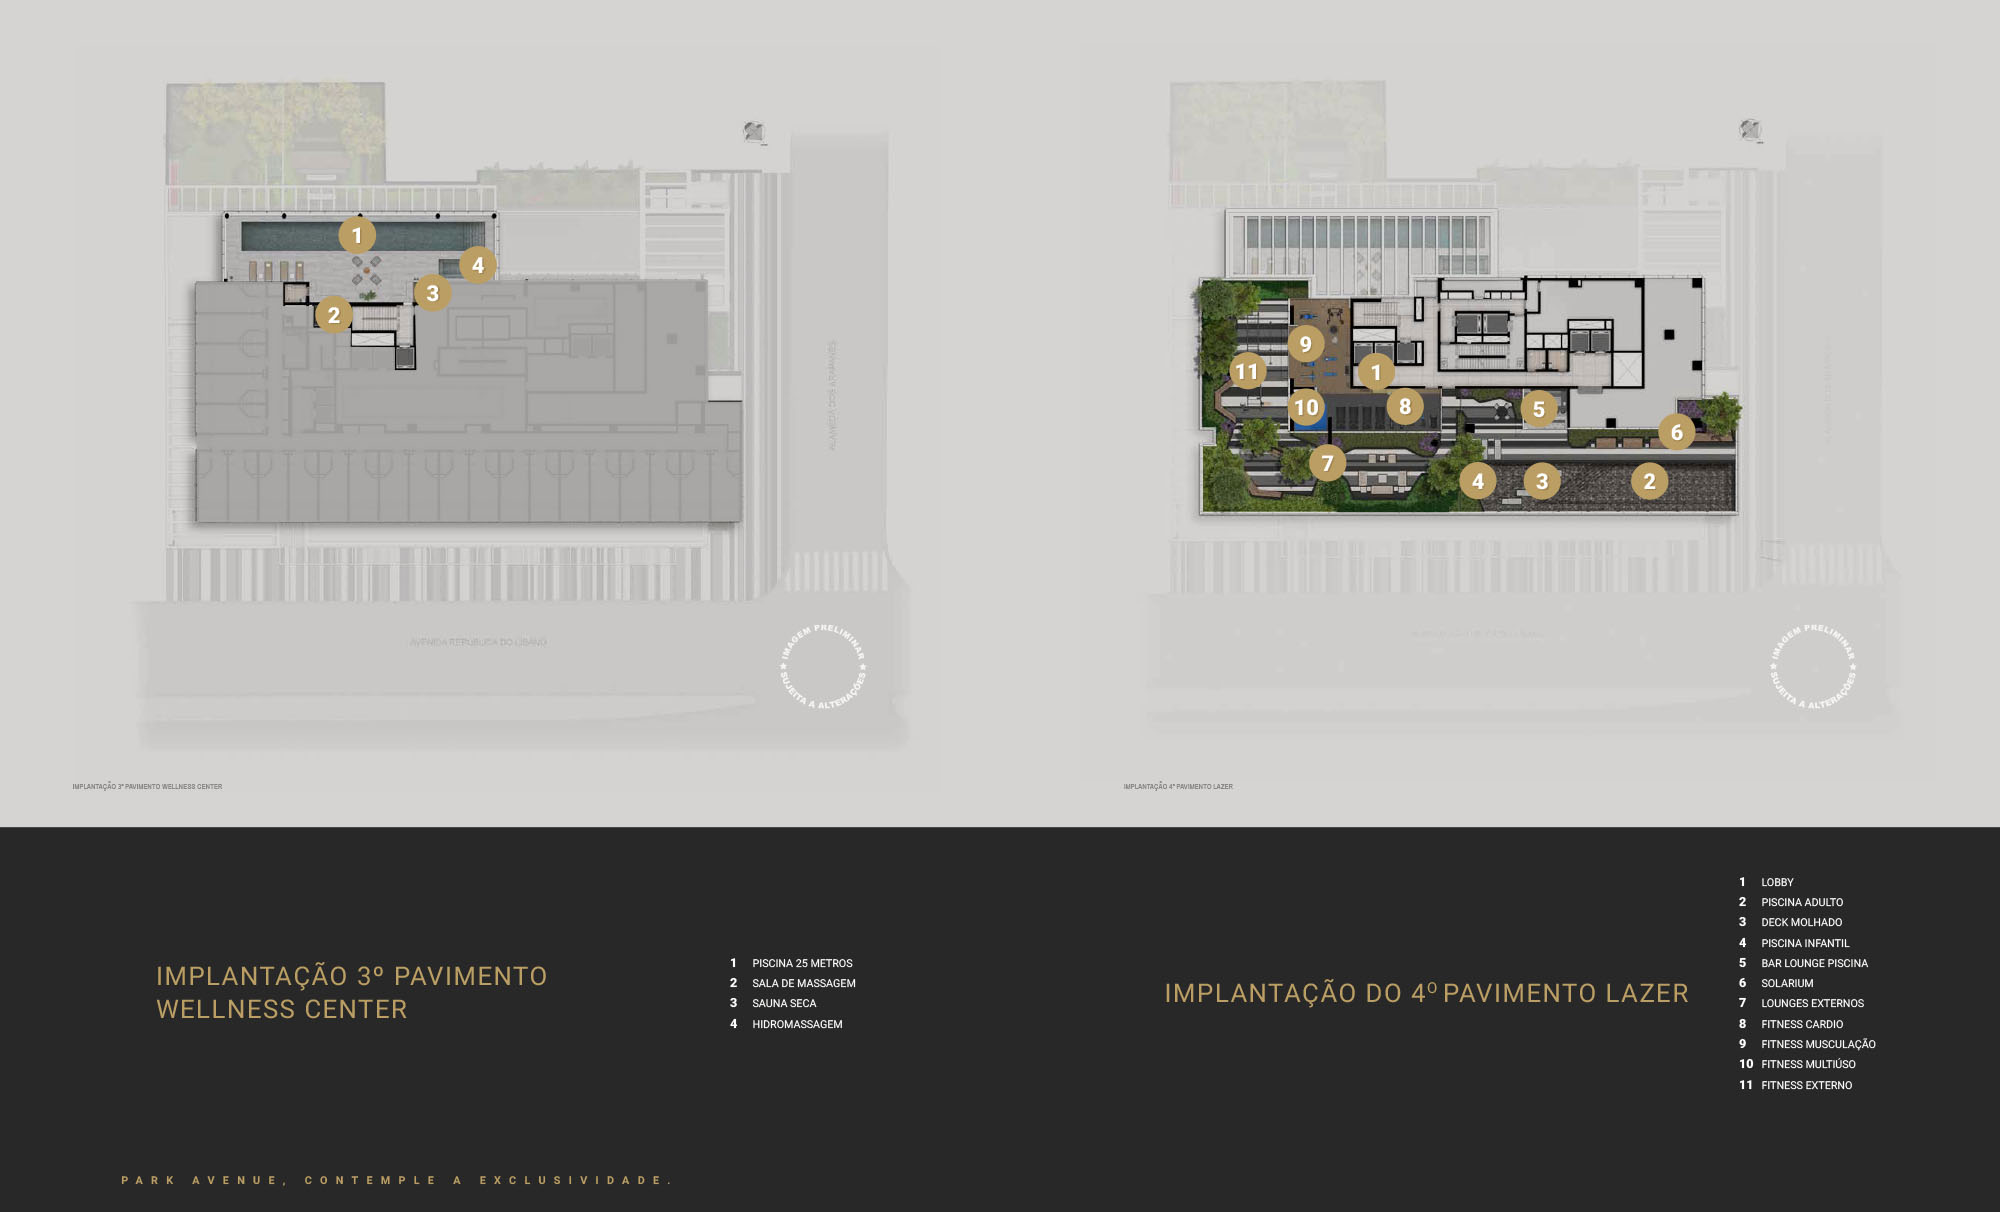 1
2
3
4
ALAMEDA DOS ARAPANÉS
AVENIDA REPÚBLICA DO LÍBANO
IMAGEM PRELIMINAR
SUJEITA A ALTERAÇÕES
IMPLANTAÇÃO 3º PAVIMENTO WELLNESS CENTER
1
2
3
4
5
6
7
8
9
10
11
IMAGEM PRELIMINAR
SUJEITA A ALTERAÇÕES
IMPLANTAÇÃO 4º PAVIMENTO LAZER
IMPLANTAÇÃO 3º PAVIMENTO
WELLNESS CENTER
1 PISCINA 25 METROS
2 SALA DE MASSAGEM
3 SAUNA SECA
4 HIDROMASSAGEM
IMPLANTAÇÃO DO 4º PAVIMENTO LAZER
1 LOBBY
2 PISCINA ADULTO
3 DECK MOLHADO
4 PISCINA INFANTIL
5 BAR LOUNGE PISCINA
6 SOLARIUM
7 LOUNGES EXTERNOS
8 FITNESS CARDIO
9 FITNESS MUSCULAÇÃO
10 FITNESS MULTIÚSO
11 FITNESS EXTERNO
PARK AVENUE, CONTEMPLE A EXCLUSIVIDADE.